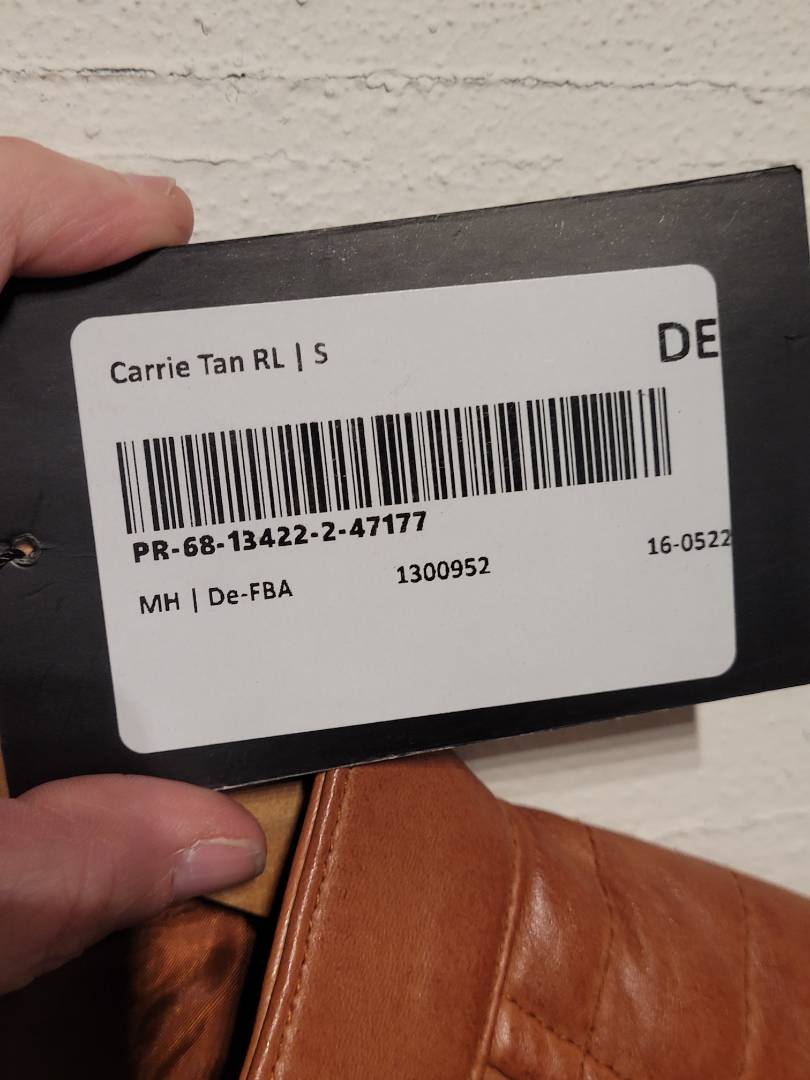 Carrie Tan RL | S
DE
PR-68-13422-2-47177
MH | De-FBA
1300952
16-0522